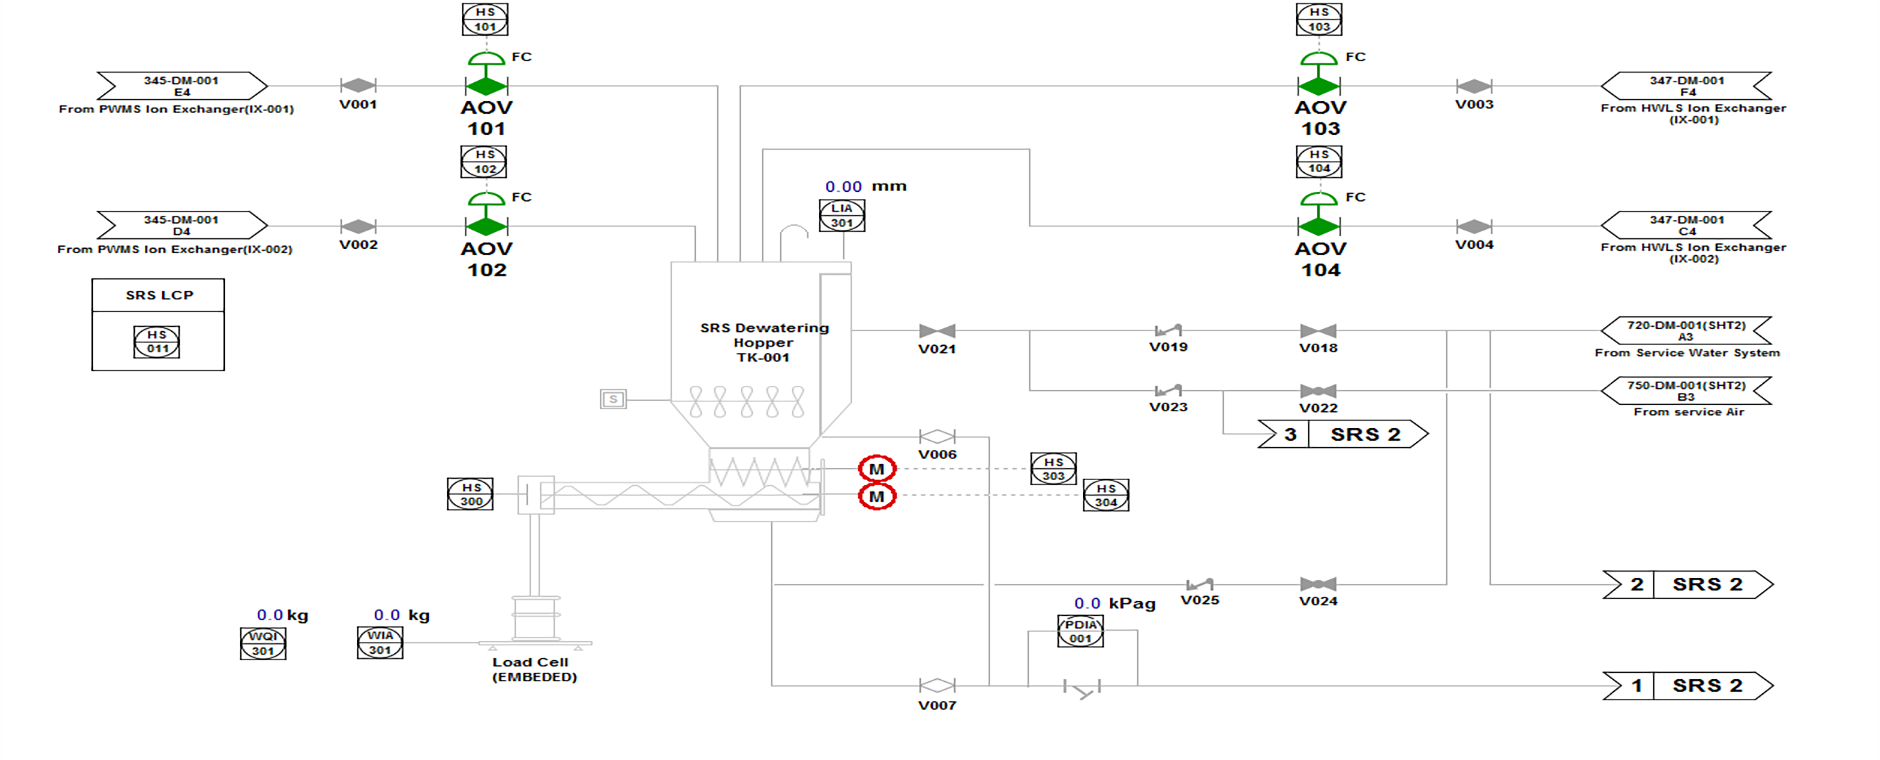 HS
101
FC
345-DM-001
E4
From PWMS Ion Exchanger(IX-001)
V001
AOV
101
HS
103
FC
AOV
103
V003
347-DM-001
F4
From HWLS Ion Exchanger
(IX-001)
HS
102
FC
345-DM-001
D4
From PWMS Ion Exchanger(IX-002)
V002
AOV
102
0.00 mm
LIA
301
HS
104
FC
AOV
104
V004
347-DM-001
C4
From HWLS Ion Exchanger
(IX-002)
SRS LCP
HS
011
SRS Dewatering
Hopper
TK-001
V021
V019
V018
720-DM-001(SHT2)
A3
From Service Water System
S
V023
V022
750-DM-001(SHT2)
B3
From service Air
3 SRS 2
V006
M
HS
303
HS
300
M
HS
304
V025
V024
2 SRS 2
0.0 kg
WQI
301
0.0 kg
WIA
301
Load Cell
(EMBEDED)
0.0 kPag
PDIA
001
V007
1 SRS 2